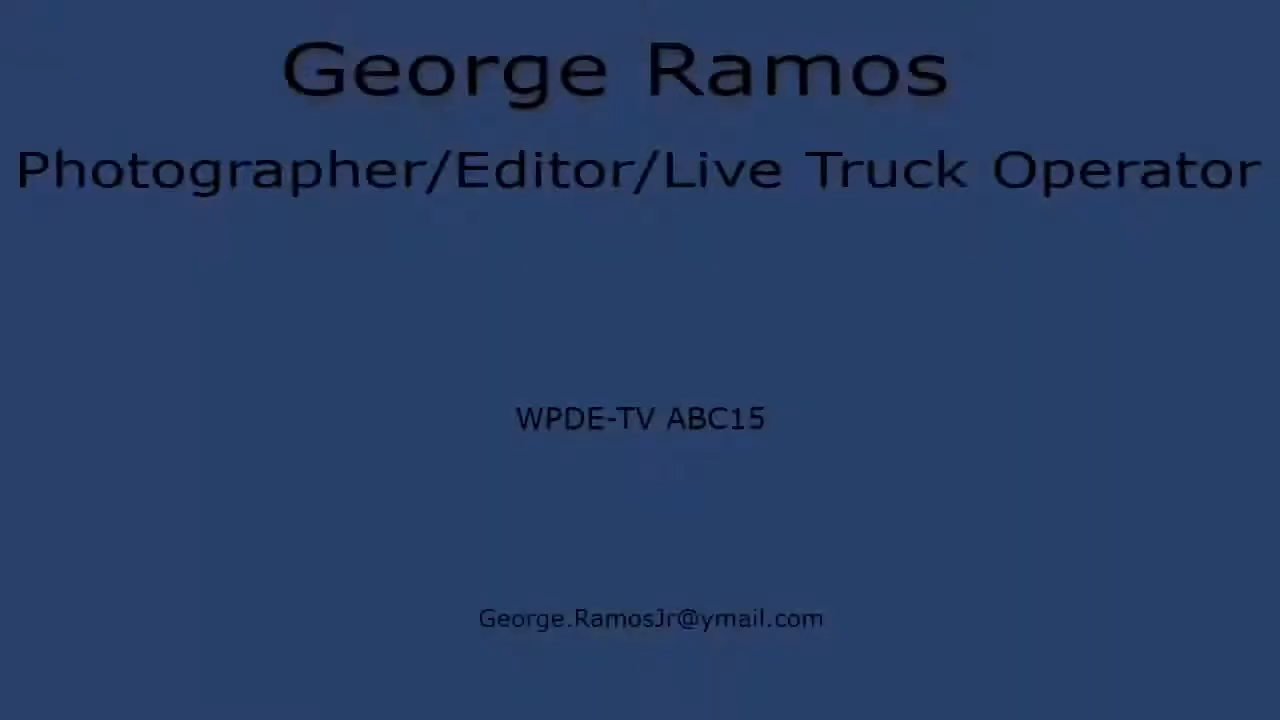 George Ramos
Photographer/Editor/Live Truck Operator
WPDE-TV ABC15
George.RamosJr@ymail.com